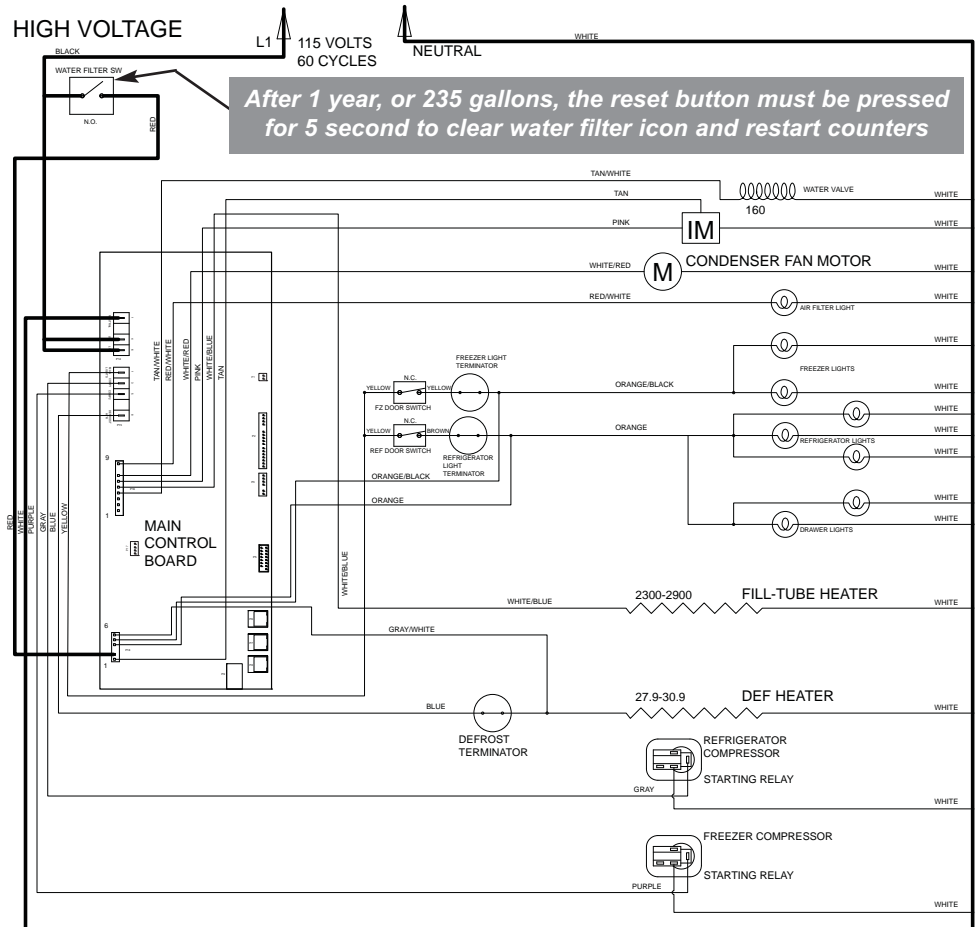 HIGH VOLTAGE
L1
115 VOLTS
60 CYCLES
NEUTRAL
WHITE
BLACK
WATER FILTER SW
N.O.
RED
After 1 year, or 235 gallons, the reset button must be pressed
for 5 second to clear water filter icon and restart counters
TAN/WHITE
WATER VALVE
WHITE
160
TAN
PINK
IM
WHITE
WHITE/RED
M
CONDENSER FAN MOTOR
WHITE
RED/WHITE
AIR FILTER LIGHT
WHITE
TAN/WHITE
RED/WHITE
WHITE/RED
PINK
WHITE/BLUE
TAN
WHITE
FREEZER LIGHTS
FREEZER LIGHT
TERMINATOR
N.C.
YELLOW
YELLOW
FZ DOOR SWITCH
ORANGE/BLACK
WHITE
WHITE
N.C.
YELLOW
BROWN
REF DOOR SWITCH
REFRIGERATOR
LIGHT
TERMINATOR
ORANGE
REFRIGERATOR LIGHTS
WHITE
WHITE
ORANGE/BLACK
ORANGE
WHITE
DRAWER LIGHTS
WHITE
9
1
MAIN
CONTROL
BOARD
RED
WHITE
PURPLE
GRAY
BLUE
YELLOW
WHITE/BLUE
WHITE/BLUE
2300-2900
FILL-TUBE HEATER
WHITE
6
1
GRAY/WHITE
BLUE
DEFROST
TERMINATOR
27.9-30.9
DEF HEATER
WHITE
REFRIGERATOR
COMPRESSOR
STARTING RELAY
GRAY
WHITE
FREEZER COMPRESSOR
STARTING RELAY
PURPLE
WHITE